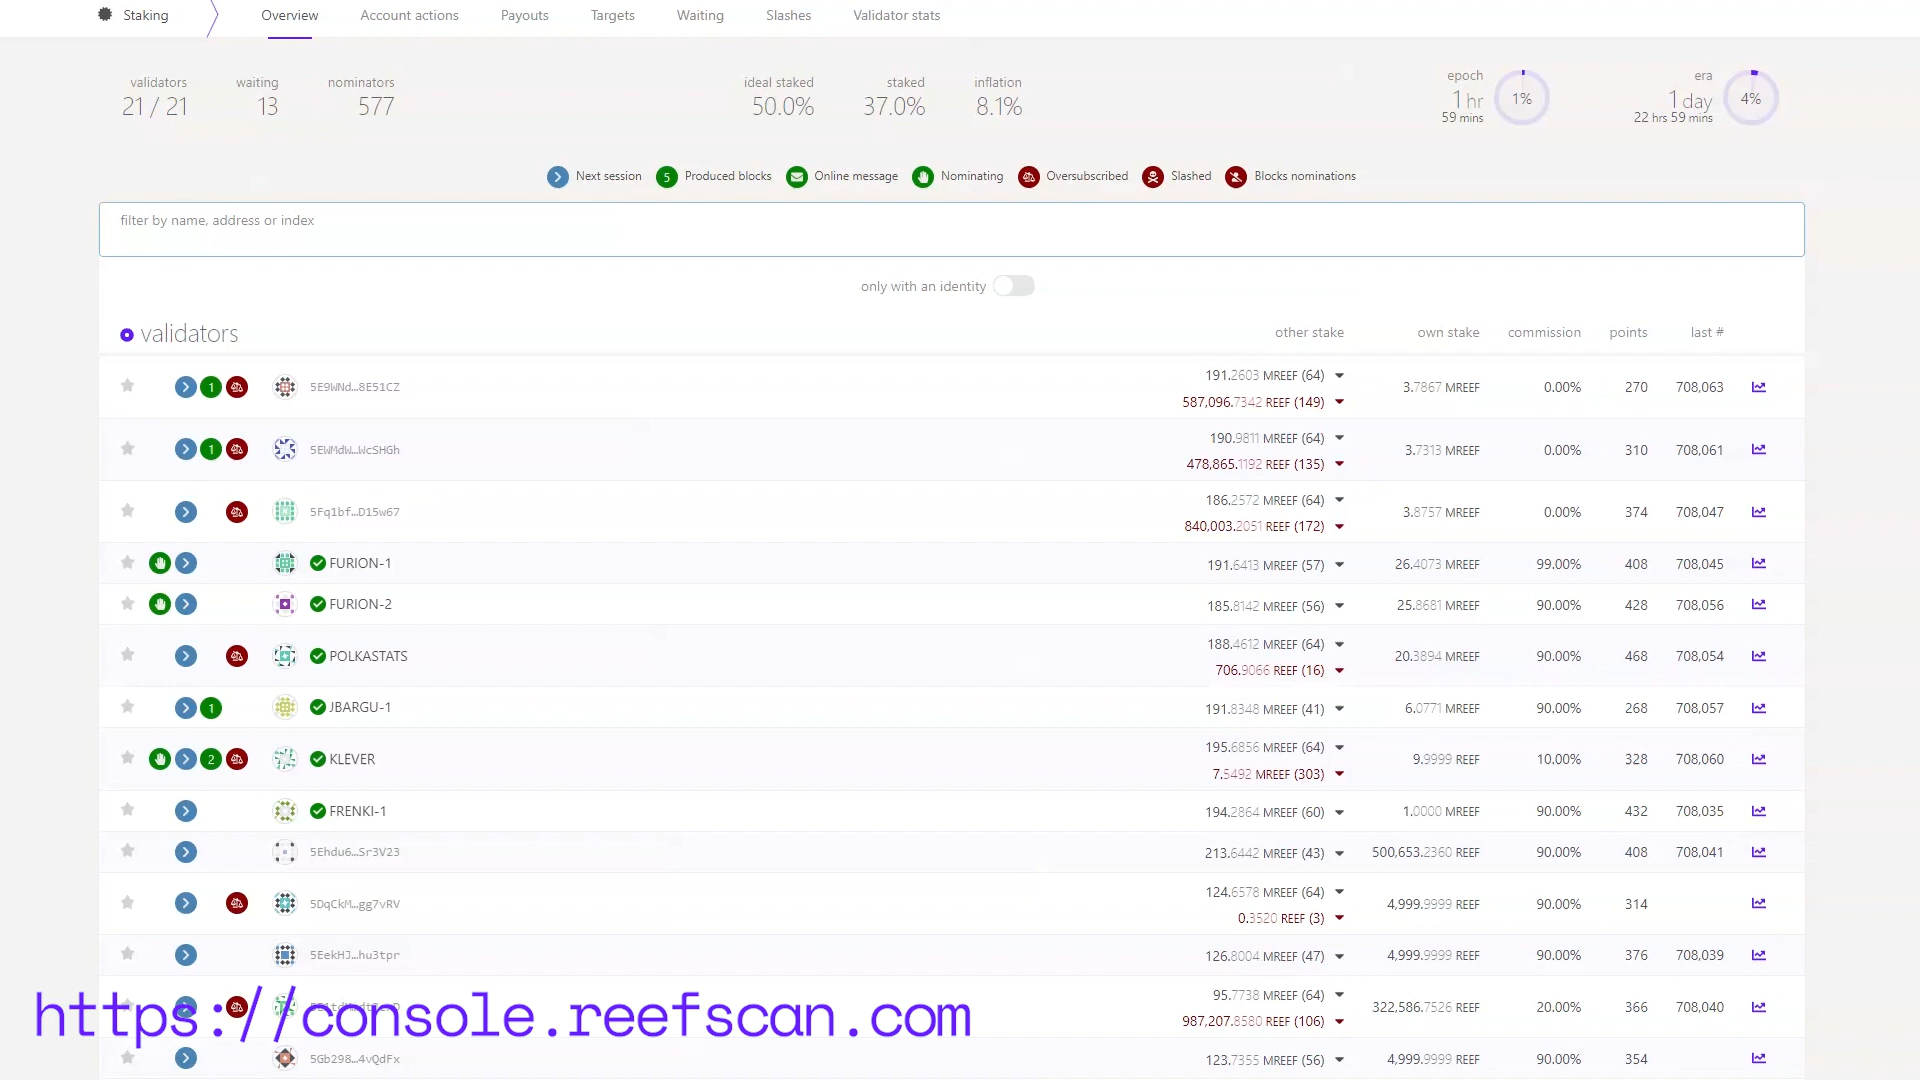 Staking Overview Account actions Payouts Targets Waiting Slashes Validator stats
validators waiting nominators ideal staked staked inflation epoch era
21 / 21 13 577 50.0% 37.0% 8.1% 1 hr 1% 1 day 4%
59 mins 22 hrs 59 mins
Next session 5 Produced blocks Online message Nominating Oversubscribed Slashed Blocks nominations
filter by name, address or index
only with an identity
validators other stake own stake commission points last #
1 5E9WNd…8E51CZ 191.2603 MREEF (64) 3.7867 MREEF 0.00% 270 708,063
587,096.7342 REEF (149)
1 5EWMdW…WcSHGh 190.9811 MREEF (64) 3.7313 MREEF 0.00% 310 708,061
478,865.1192 REEF (135)
5Fq1bf…D15w67 186.2572 MREEF (64) 3.8757 MREEF 0.00% 374 708,047
840,003.2051 REEF (172)
FURION-1 191.6413 MREEF (57) 26.4073 MREEF 99.00% 408 708,045
FURION-2 185.8142 MREEF (56) 25.8681 MREEF 90.00% 428 708,056
POLKASTATS 188.4612 MREEF (64) 20.3894 MREEF 90.00% 468 708,054
706.9066 REEF (16)
1 JBARGU-1 191.8348 MREEF (41) 6.0771 MREEF 90.00% 268 708,057
2 KLEVER 195.6856 MREEF (64) 9.9999 REEF 10.00% 328 708,060
7.5492 MREEF (303)
FRENKI-1 194.2864 MREEF (60) 1.0000 MREEF 90.00% 432 708,035
5Ehdu6…Sr3V23 213.6442 MREEF (43) 500,653.2360 REEF 90.00% 408 708,041
5DqCkM…gg7vRV 124.6578 MREEF (64) 4,999.9999 REEF 90.00% 314
0.3520 REEF (3)
5EekHJ…hu3tpr 126.8004 MREEF (47) 4,999.9999 REEF 90.00% 376 708,039
95.7738 MREEF (64) 322,586.7526 REEF 20.00% 366 708,040
987,207.8580 REEF (106)
https://console.reefscan.com
5Gb298…4vQdFx 123.7355 MREEF (56) 4,999.9999 REEF 90.00% 354